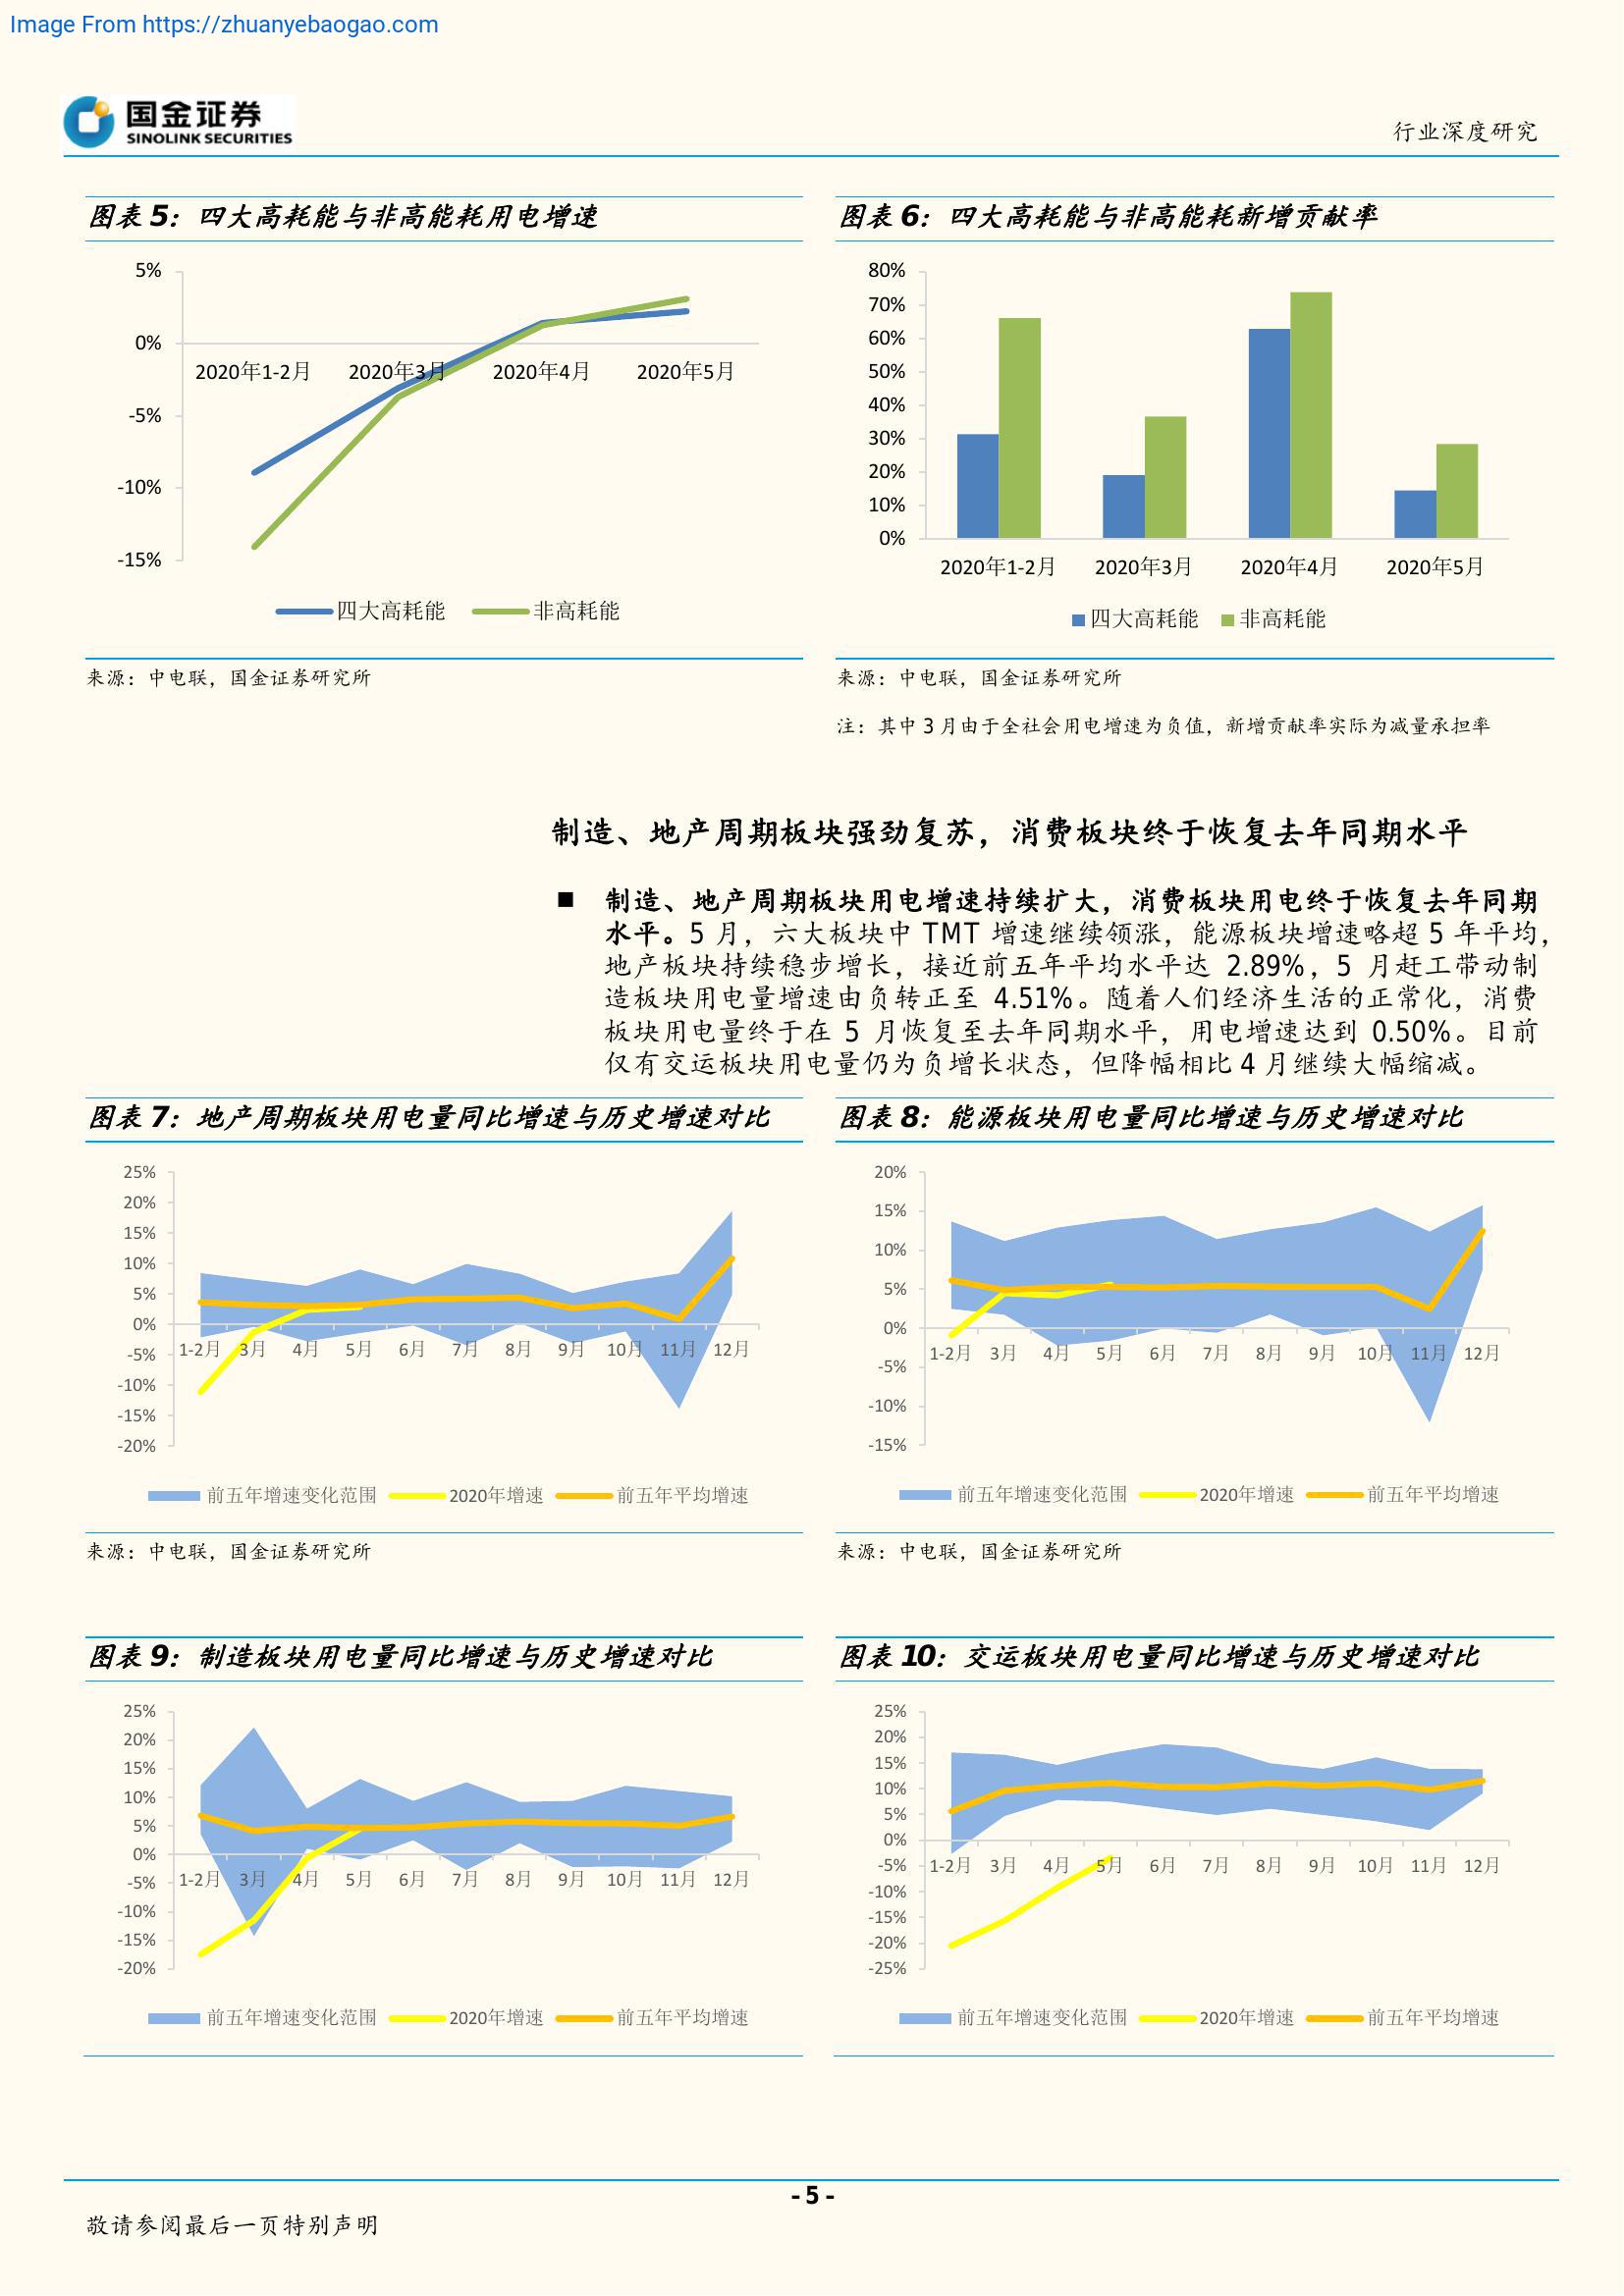 Image From https://zhuanyebaogao.com
国金证券
SINOLINK SECURITIES
行业深度研究
图表 5：四大高耗能与非高能耗用电增速
5%
0%
-5%
-10%
-15%
2020年1-2月 2020年3月 2020年4月 2020年5月
四大高耗能 非高耗能
来源：中电联，国金证券研究所
图表 6：四大高耗能与非高能耗新增贡献率
80%
70%
60%
50%
40%
30%
20%
10%
0%
2020年1-2月 2020年3月 2020年4月 2020年5月
四大高耗能 非高耗能
来源：中电联，国金证券研究所
注：其中 3 月由于全社会用电增速为负值，新增贡献率实际为减量承担率
制造、地产周期板块强劲复苏，消费板块终于恢复去年同期水平
■ 制造、地产周期板块用电增速持续扩大，消费板块用电终于恢复去年同期
水平。5 月，六大板块中 TMT 增速继续领涨，能源板块增速略超 5 年平均，
地产板块持续稳步增长，接近前五年平均水平达 2.89%，5 月赶工带动制
造板块用电量增速由负转正至 4.51%。随着人们经济生活的正常化，消费
板块用电量终于在 5 月恢复至去年同期水平，用电增速达到 0.50%。目前
仅有交运板块用电量仍为负增长状态，但降幅相比 4 月继续大幅缩减。
图表 7：地产周期板块用电量同比增速与历史增速对比
25%
20%
15%
10%
5%
0%
-5%
-10%
-15%
-20%
1-2月 3月 4月 5月 6月 7月 8月 9月 10月 11月 12月
前五年增速变化范围 2020年增速 前五年平均增速
来源：中电联，国金证券研究所
图表 8：能源板块用电量同比增速与历史增速对比
20%
15%
10%
5%
0%
-5%
-10%
-15%
1-2月 3月 4月 5月 6月 7月 8月 9月 10月 11月 12月
前五年增速变化范围 2020年增速 前五年平均增速
来源：中电联，国金证券研究所
图表 9：制造板块用电量同比增速与历史增速对比
25%
20%
15%
10%
5%
0%
-5%
-10%
-15%
-20%
1-2月 3月 4月 5月 6月 7月 8月 9月 10月 11月 12月
前五年增速变化范围 2020年增速 前五年平均增速
图表 10：交运板块用电量同比增速与历史增速对比
25%
20%
15%
10%
5%
0%
-5%
-10%
-15%
-20%
-25%
1-2月 3月 4月 5月 6月 7月 8月 9月 10月 11月 12月
前五年增速变化范围 2020年增速 前五年平均增速
- 5 -
敬请参阅最后一页特别声明